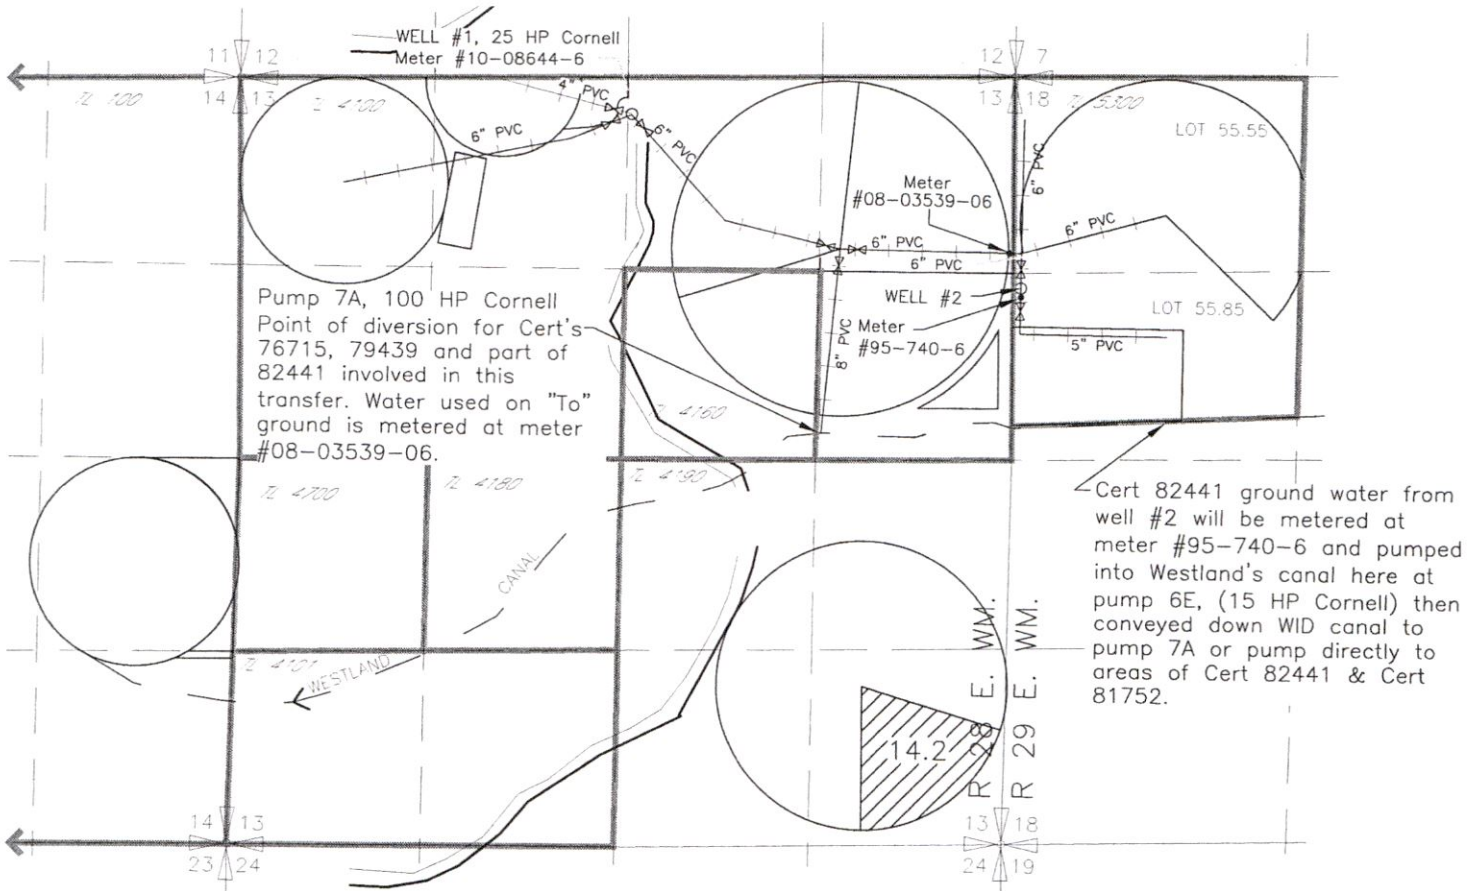 WELL #1, 25 HP Cornell
Meter #10-08644-6
11 12
14 13
12 7
13 18
TL 100
TL 4100
4" PVC
6" PVC
6" PVC
TL 5300
LOT 55.55
6" PVC
6" PVC
Meter
#08-03539-06
6" PVC
6" PVC
WELL #2
Meter
#95-740-6
8" PVC
LOT 55.85
5" PVC
Pump 7A, 100 HP Cornell
Point of diversion for Cert's
76715, 79439 and part of
82441 involved in this
transfer. Water used on "To"
ground is metered at meter
#08-03539-06.
TL 4160
TL 4700
TL 4180
TL 4190
CANAL
TL 4101
WESTLAND
Cert 82441 ground water from
well #2 will be metered at
meter #95-740-6 and pumped
into Westland's canal here at
pump 6E, (15 HP Cornell) then
conveyed down WID canal to
pump 7A or pump directly to
areas of Cert 82441 & Cert
81752.
R 28 E. WM.
R 29 E. WM.
14.2
14 13
23 24
13 18
24 19